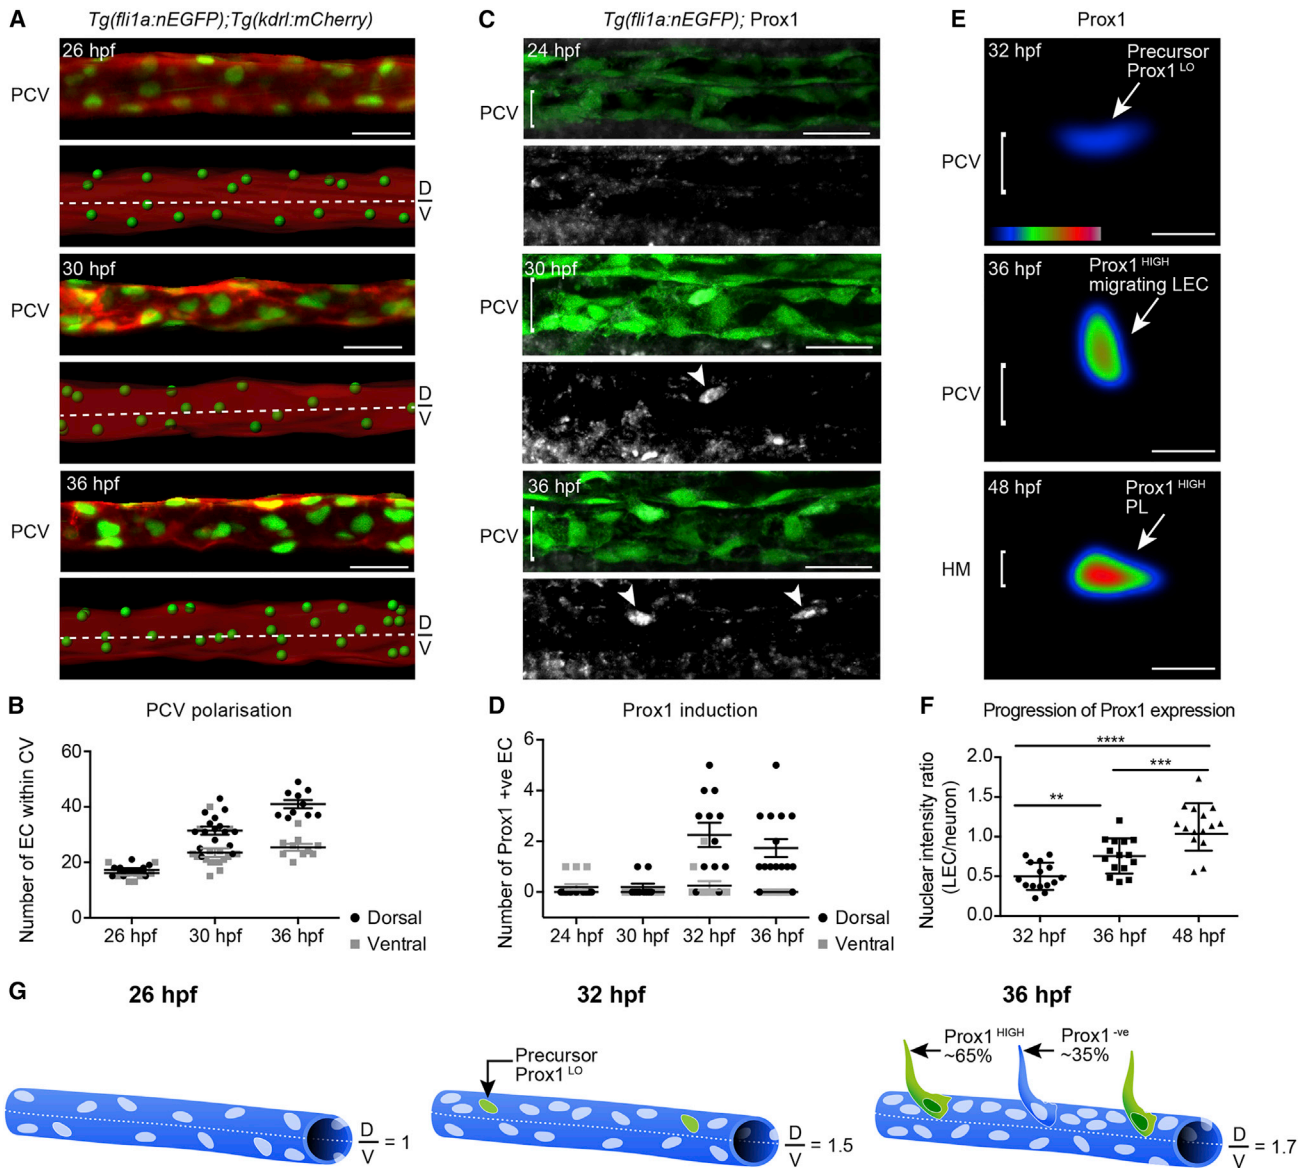 A
Tg(fli1a:nEGFP);Tg(kdrl:mCherry)
26 hpf
PCV
D
V
30 hpf
PCV
D
V
36 hpf
PCV
D
V
C
Tg(fli1a:nEGFP); Prox1
24 hpf
PCV
30 hpf
PCV
36 hpf
PCV
E
Prox1
32 hpf
Precursor
Prox1 LO
PCV
36 hpf
Prox1 HIGH
migrating LEC
PCV
48 hpf
Prox1 HIGH
PL
HM
B
PCV polarisation
Number of EC within CV
60
40
20
0
26 hpf
30 hpf
36 hpf
Dorsal
Ventral
D
Prox1 induction
Number of Prox1 +ve EC
6
4
2
0
24 hpf
30 hpf
32 hpf
36 hpf
Dorsal
Ventral
F
Progression of Prox1 expression
Nuclear intensity ratio
(LEC/neuron)
2.0
1.5
1.0
0.5
0.0
****
***
**
32 hpf
36 hpf
48 hpf
G
26 hpf
D
V
= 1
32 hpf
Precursor
Prox1 LO
D
V
= 1.5
36 hpf
Prox1 HIGH
~65%
Prox1 -ve
~35%
D
V
= 1.7